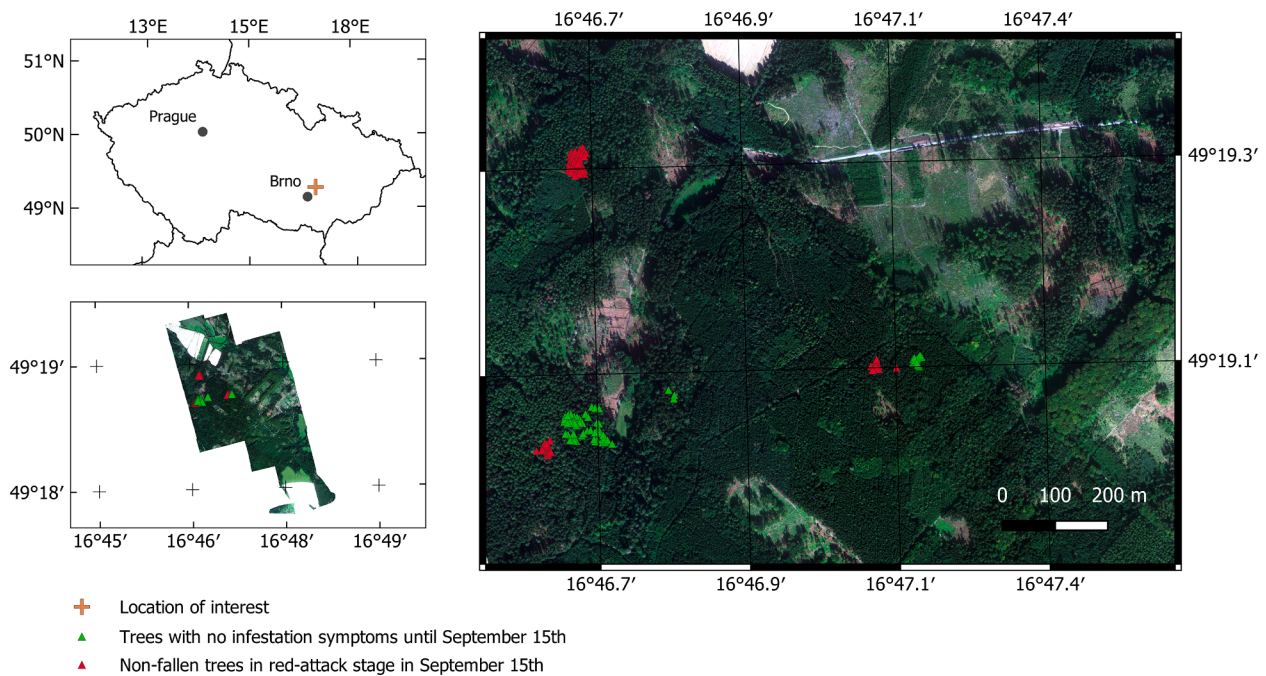 13°E 15°E 18°E
51°N
50°N
49°N
Prague
Brno
49°19′
49°18′
16°45′ 16°46′ 16°48′ 16°49′
16°46.7′ 16°46.9′ 16°47.1′ 16°47.4′
49°19.3′
49°19.1′
0 100 200 m
16°46.7′ 16°46.9′ 16°47.1′ 16°47.4′
Location of interest
Trees with no infestation symptoms until September 15th
Non-fallen trees in red-attack stage in September 15th